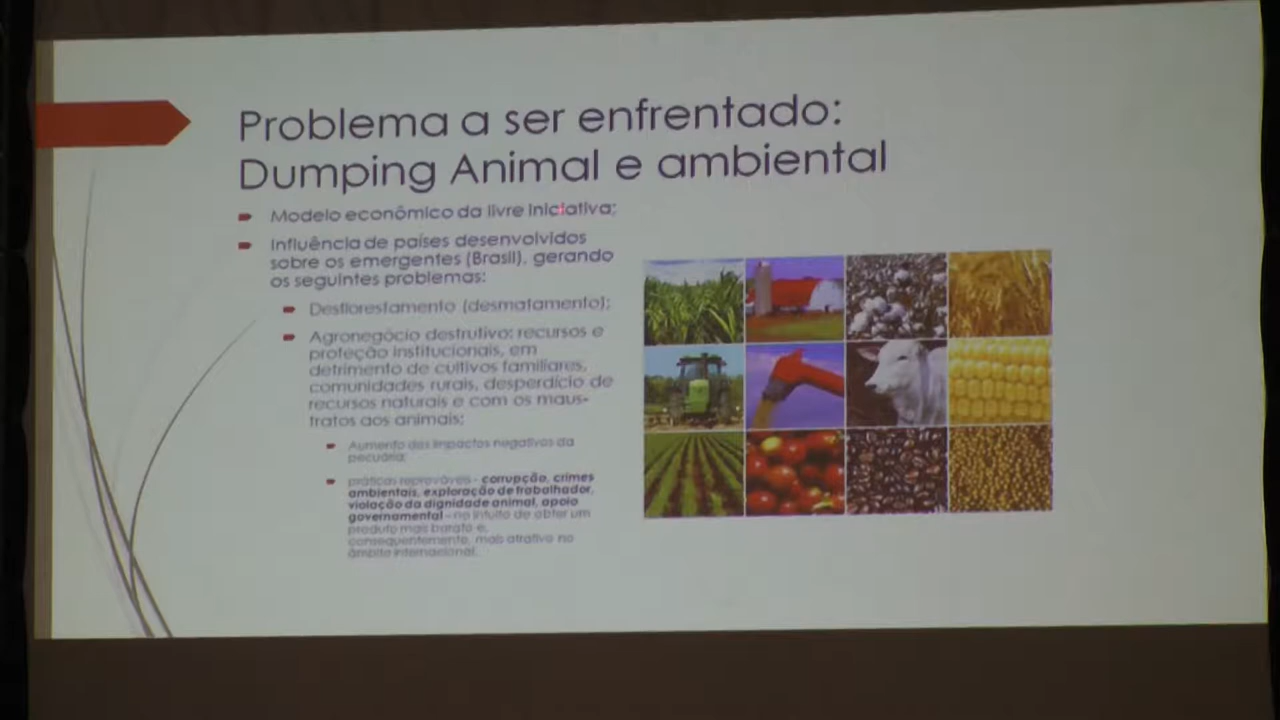 Problema a ser enfrentado:
Dumping Animal e ambiental
Modelo econômico da livre iniciativa;
Influência de países desenvolvidos
sobre os emergentes (Brasil), gerando
os seguintes problemas:
Desflorestamento (desmatamento);
Agronegócio destrutivo: recursos e
proteção institucionais, em
detrimento de cultivos familiares,
comunidades rurais, desperdício de
recursos naturais e com os maus-
tratos aos animais;
Aumento dos impactos negativos da
pecuária;
práticas reprováveis - corrupção, crimes
ambientais, exploração de trabalhador,
violação da dignidade animal, apoio
governamental - no intuito de obter um
produto mais barato e,
consequentemente, mais atrativo no
âmbito internacional.